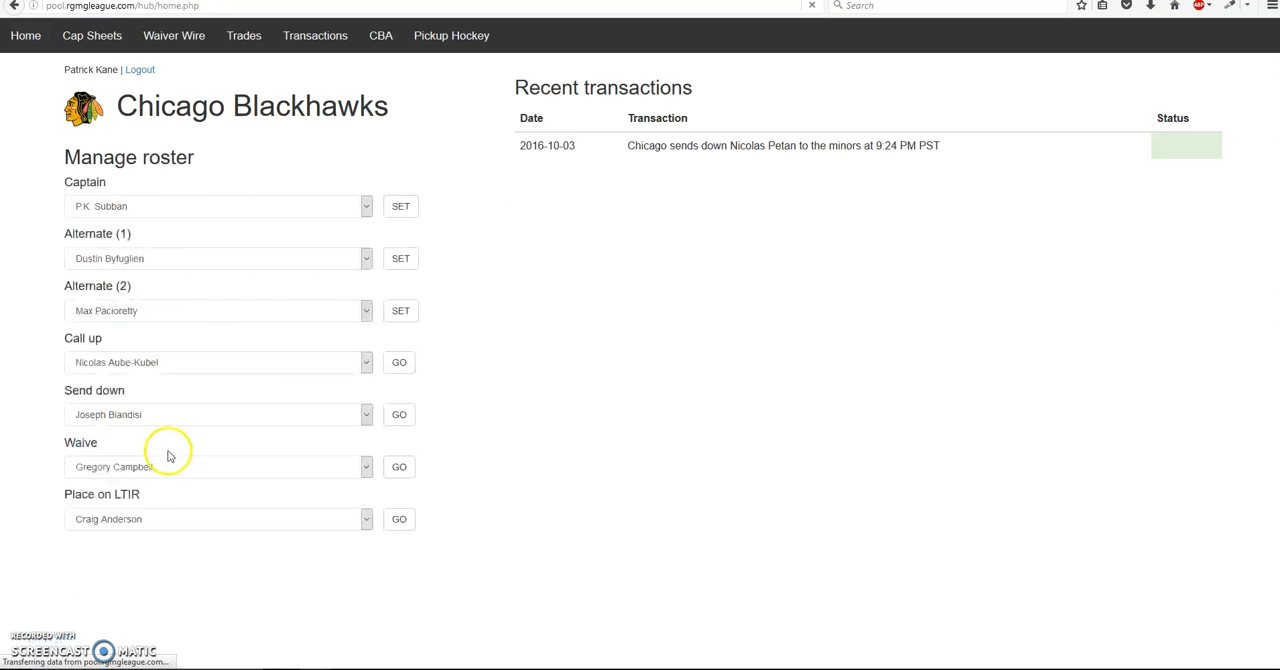 pool.rgmgleague.com/hub/home.php
Search
ABP
Home Cap Sheets Waiver Wire Trades Transactions CBA Pickup Hockey
Patrick Kane | Logout
Chicago Blackhawks
Manage roster
Captain
P.K. Subban SET
Alternate (1)
Dustin Byfuglien SET
Alternate (2)
Max Pacioretty SET
Call up
Nicolas Aube-Kubel GO
Send down
Joseph Blandisi GO
Waive
Gregory Campbell GO
Place on LTIR
Craig Anderson GO
Recent transactions
Date Transaction Status
2016-10-03 Chicago sends down Nicolas Petan to the minors at 9:24 PM PST
RECORDED WITH
SCREENCAST MATIC
Transferring data from pool.rgmgleague.com...